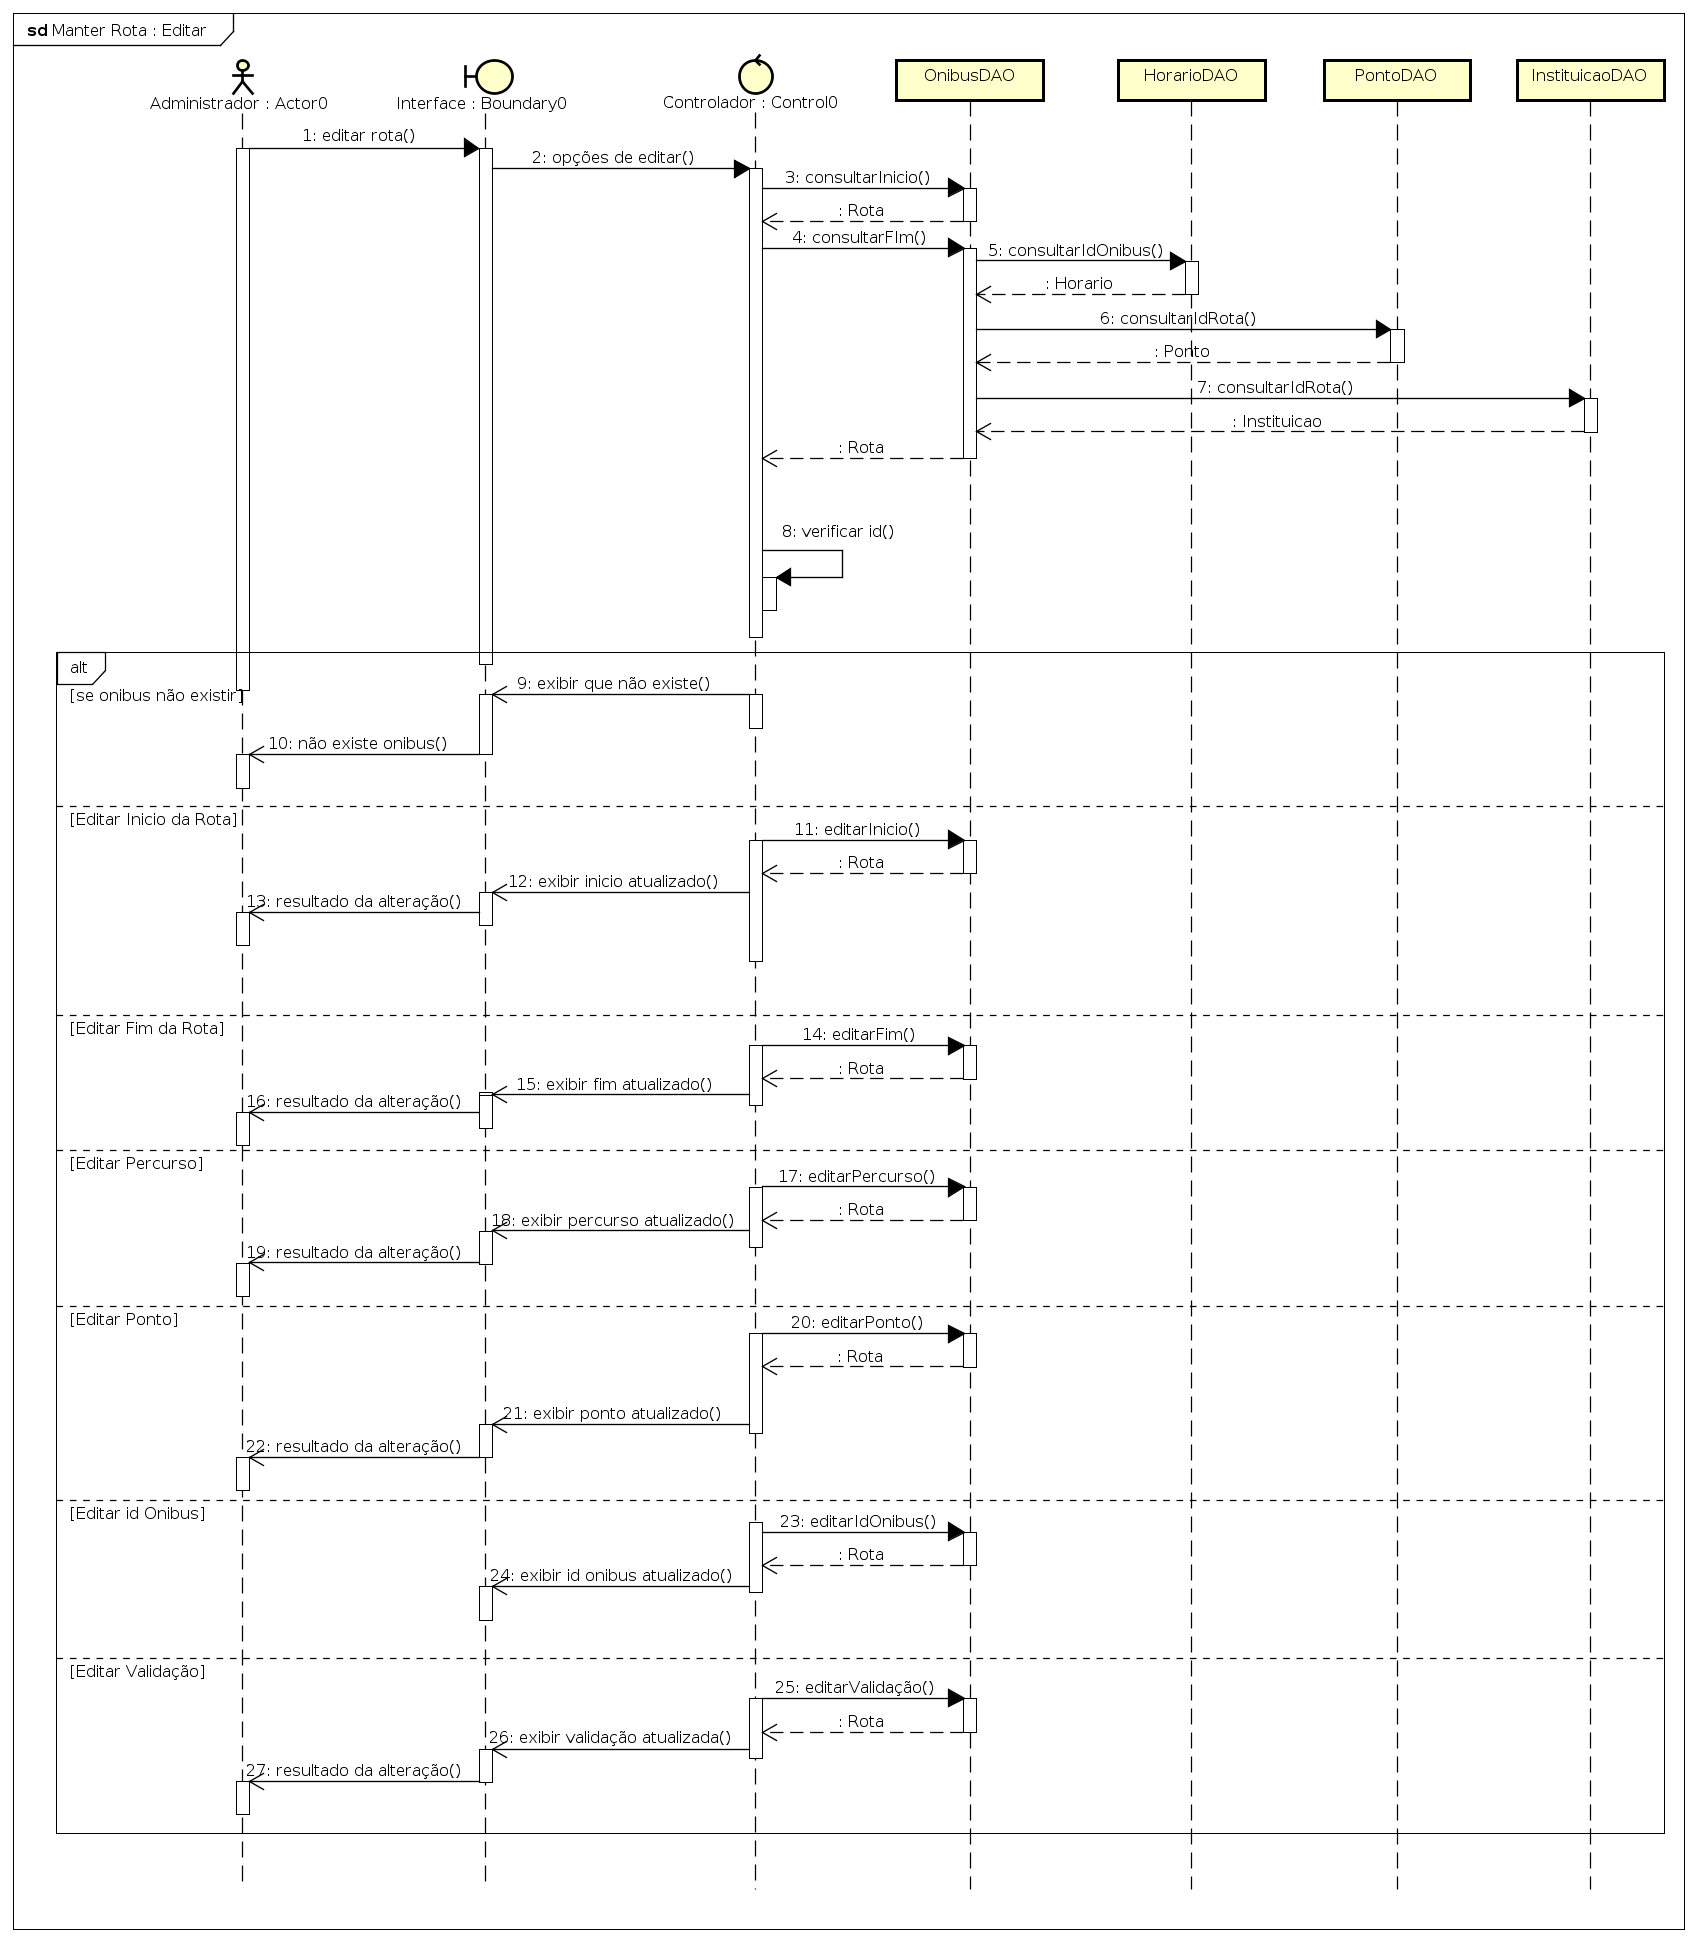 sd Manter Rota : Editar
Administrador : Actor0
Interface : Boundary0
Controlador : Control0
OnibusDAO
HorarioDAO
PontoDAO
InstituicaoDAO
1: editar rota()
2: opções de editar()
3: consultarInicio()
: Rota
4: consultarFIm()
5: consultarIdOnibus()
: Horario
6: consultarIdRota()
: Ponto
7: consultarIdRota()
: Instituicao
: Rota
8: verificar id()
alt
[se onibus não existir]
9: exibir que não existe()
10: não existe onibus()
[Editar Inicio da Rota]
11: editarInicio()
: Rota
12: exibir inicio atualizado()
13: resultado da alteração()
[Editar Fim da Rota]
14: editarFim()
: Rota
15: exibir fim atualizado()
16: resultado da alteração()
[Editar Percurso]
17: editarPercurso()
: Rota
18: exibir percurso atualizado()
19: resultado da alteração()
[Editar Ponto]
20: editarPonto()
: Rota
21: exibir ponto atualizado()
22: resultado da alteração()
[Editar id Onibus]
23: editarIdOnibus()
: Rota
24: exibir id onibus atualizado()
[Editar Validação]
25: editarValidação()
: Rota
26: exibir validação atualizada()
27: resultado da alteração()